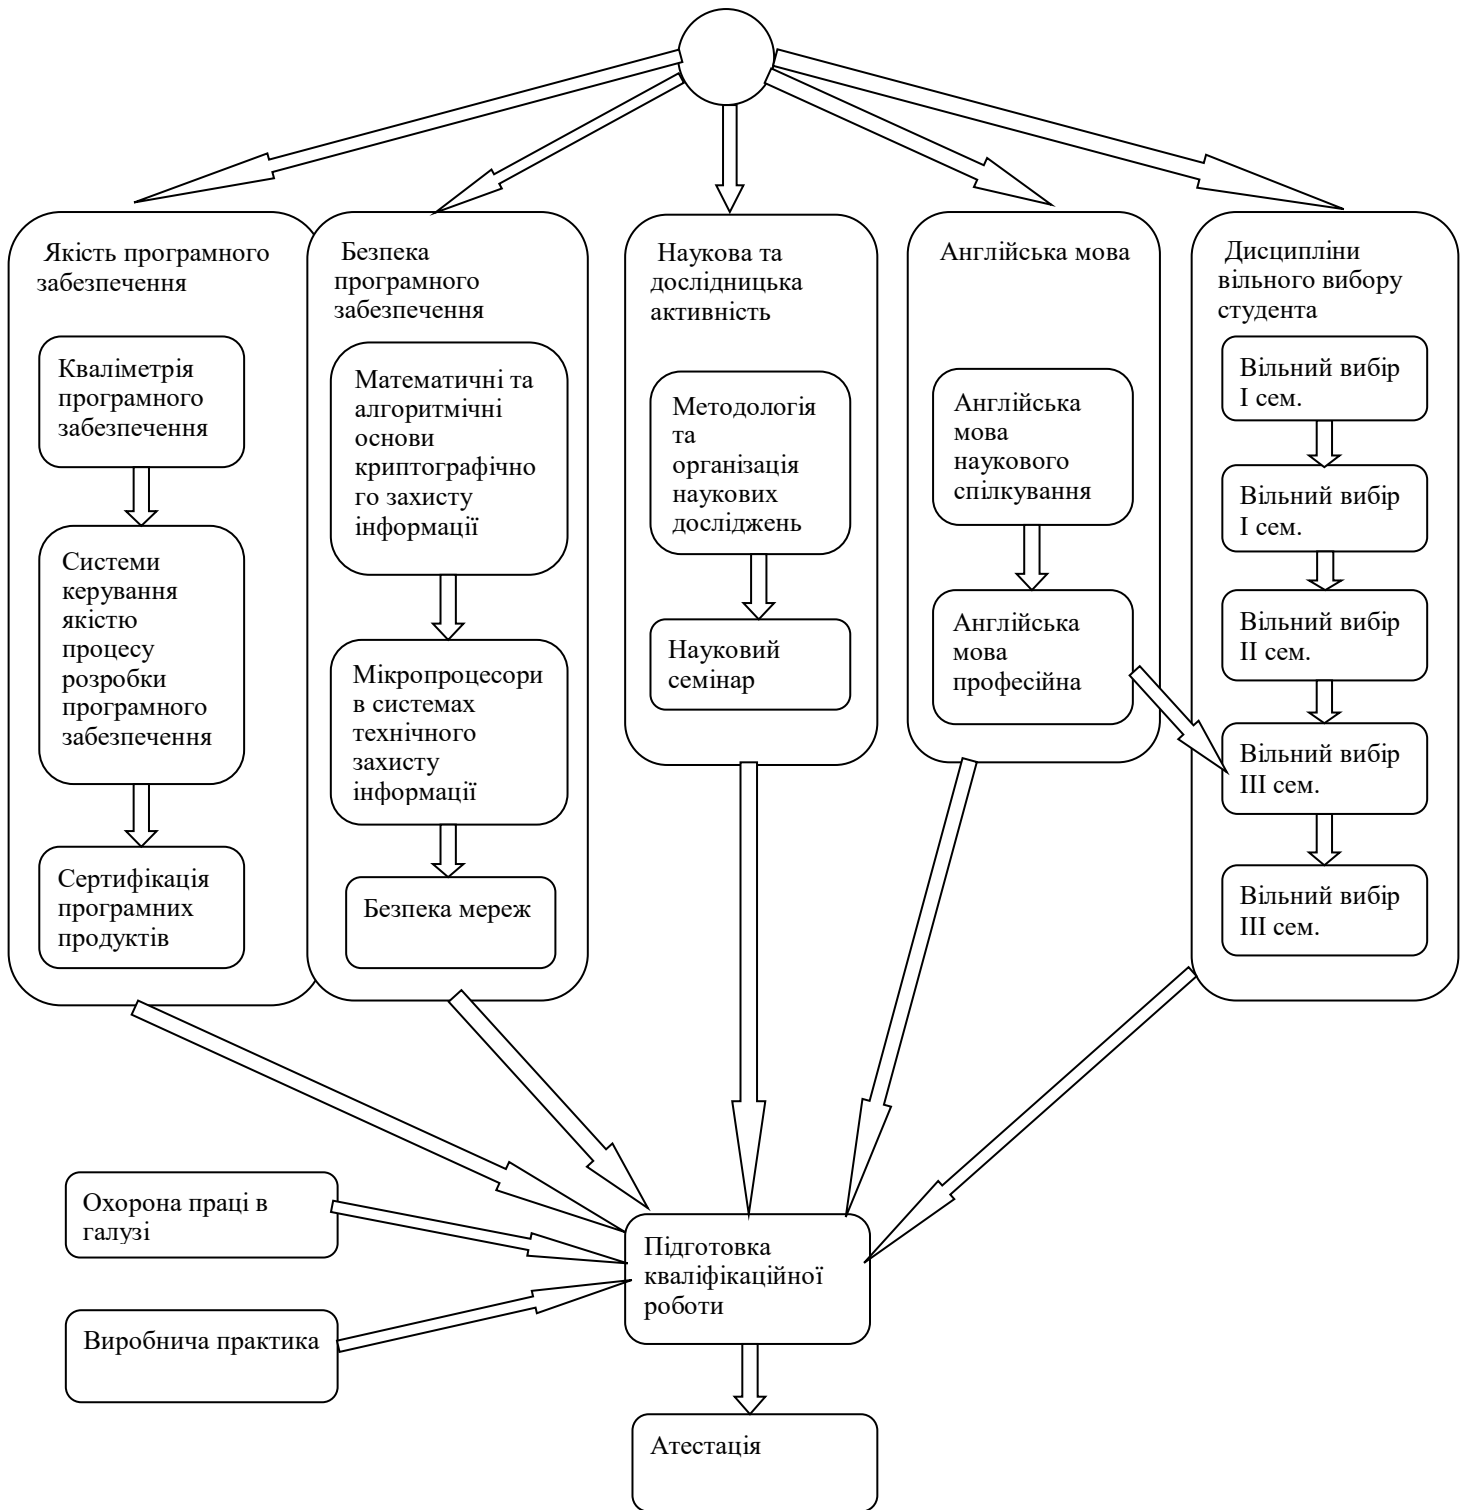 Якість програмного
забезпечення
Кваліметрія
програмного
забезпечення
Системи
керування
якістю
процесу
розробки
програмного
забезпечення
Сертифікація
програмних
продуктів
Безпека
програмного
забезпечення
Математичні та
алгоритмічні
основи
криптографічно
го захисту
інформації
Мікропроцесори
в системах
технічного
захисту
інформації
Безпека мереж
Наукова та
дослідницька
активність
Методологія
та
організація
наукових
досліджень
Науковий
семінар
Англійська мова
Англійська
мова
наукового
спілкування
Англійська
мова
професійна
Дисципліни
вільного вибору
студента
Вільний вибір
І сем.
Вільний вибір
І сем.
Вільний вибір
ІІ сем.
Вільний вибір
ІІІ сем.
Вільний вибір
ІІІ сем.
Охорона праці в
галузі
Виробнича практика
Підготовка
кваліфікаційної
роботи
Атестація